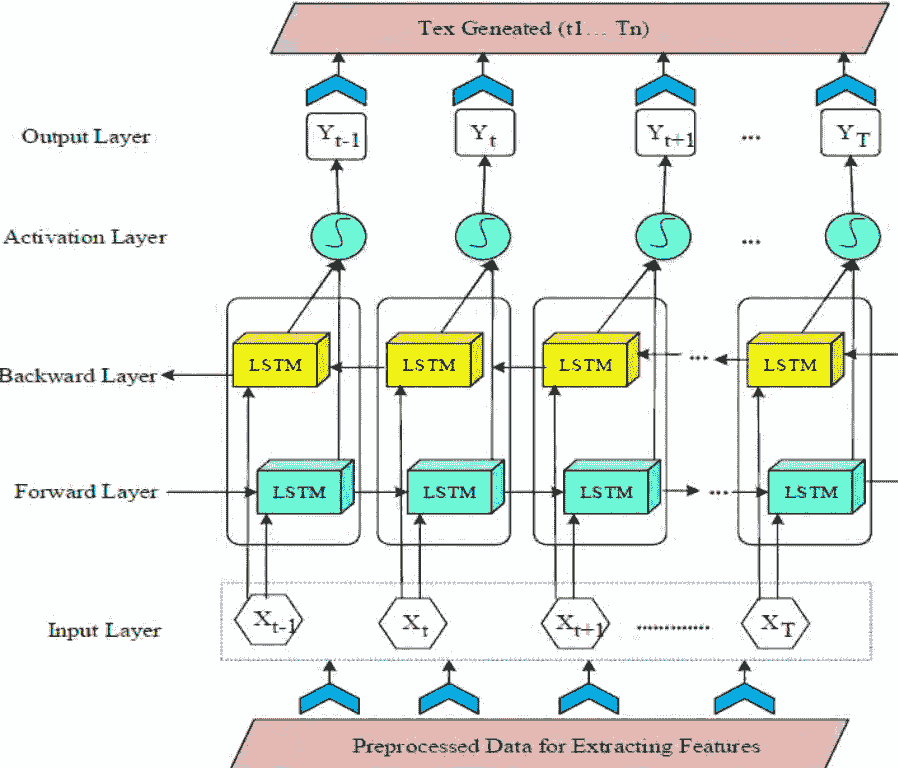 Tex Geneated (t1... Tn)
Output Layer Yt-1 Yt Yt+1 ... YT
Activation Layer ...
Backward Layer LSTM LSTM LSTM ... LSTM
Forward Layer LSTM LSTM LSTM ... LSTM
Input Layer Xt-1 Xt Xt+1 ............. XT
Preprocessed Data for Extracting Features